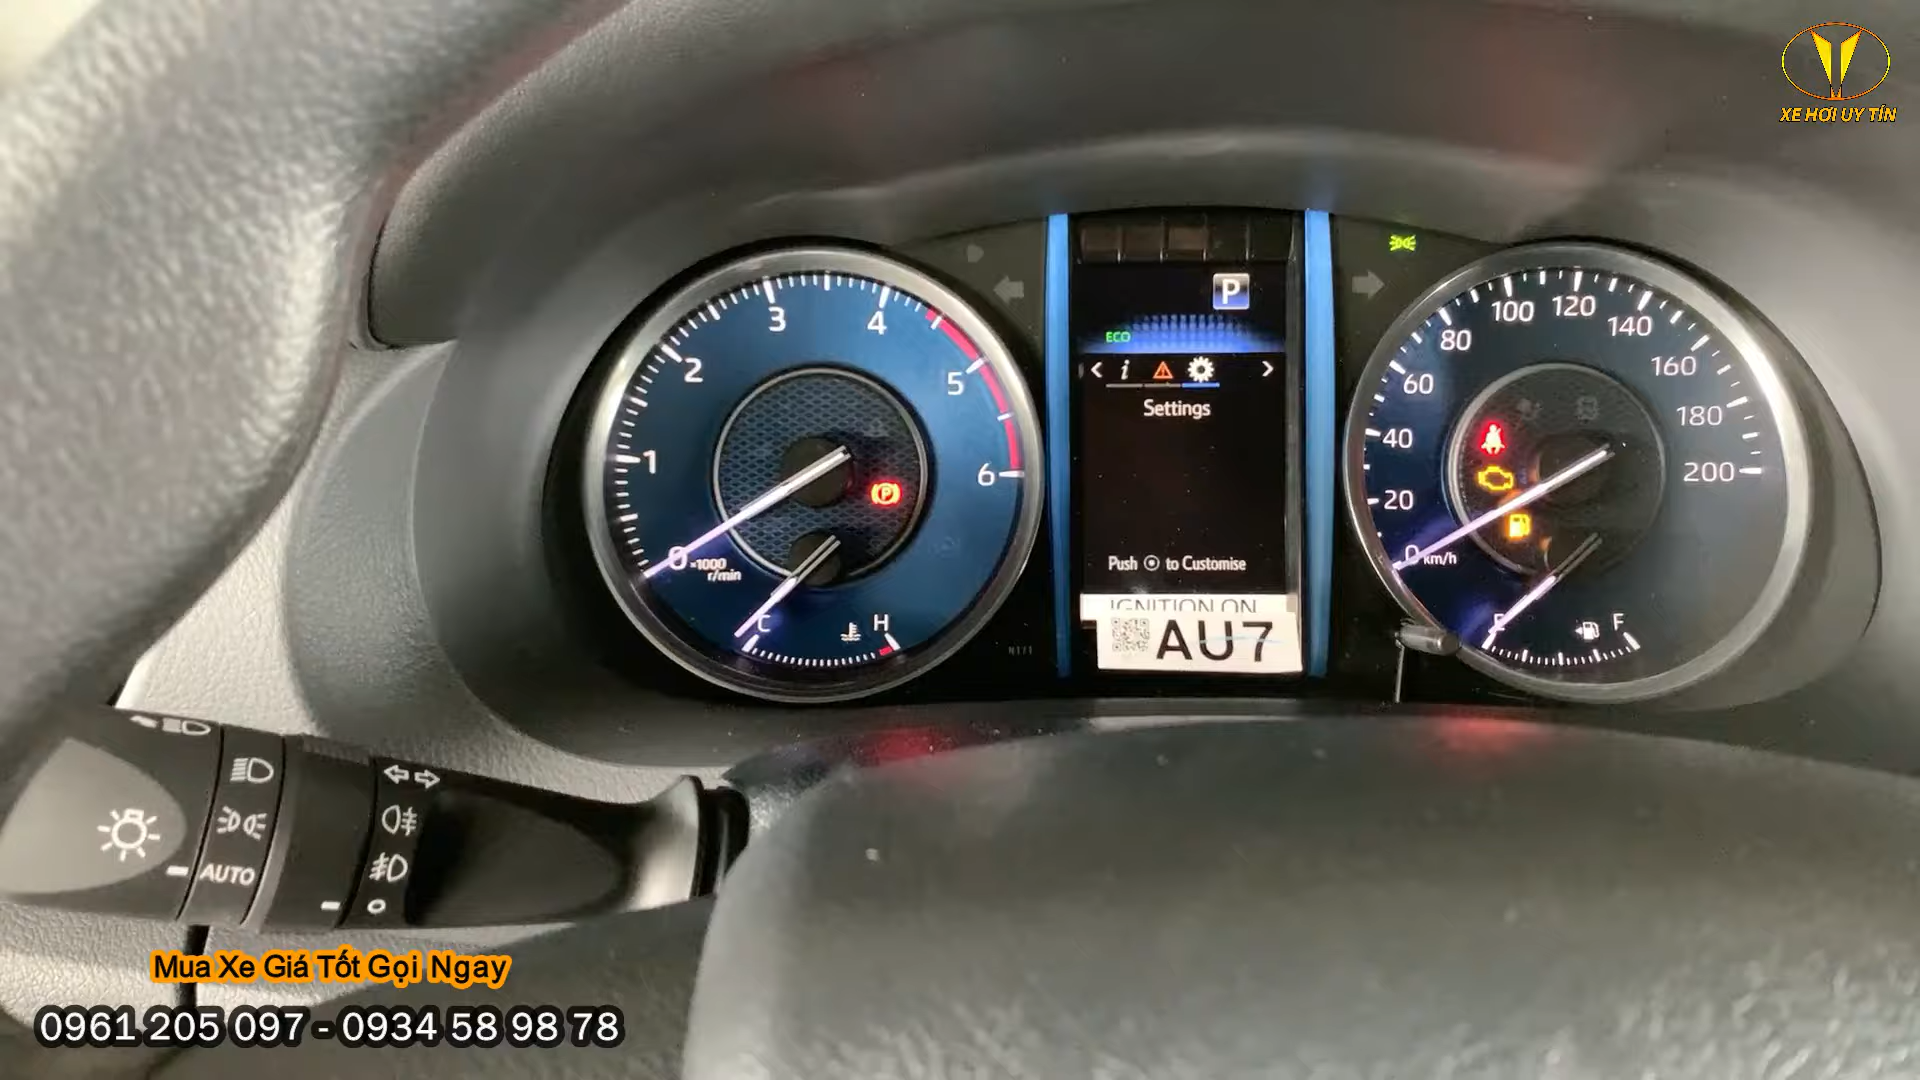 XE HƠI UY TÍN
0 1 2 3 4 5 6
x1000
r/min
C H
P
ECO
i
Settings
Push to Customise
IGNITION ON
AU7
0 20 40 60 80 100 120 140 160 180 200
km/h
E F
AUTO
Mua Xe Giá Tốt Gọi Ngay
0961 205 097 - 0934 58 98 78